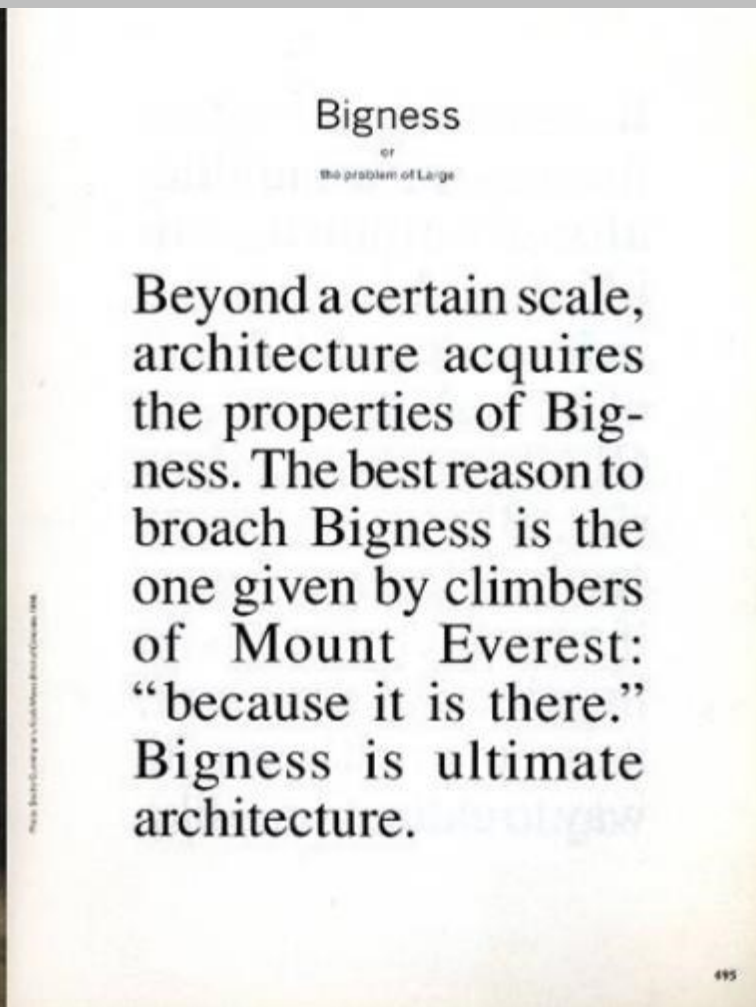 Bigness
or
the problem of Large
Beyond a certain scale,
architecture acquires
the properties of Big-
ness. The best reason to
broach Bigness is the
one given by climbers
of Mount Everest:
“because it is there.”
Bigness is ultimate
architecture.
495